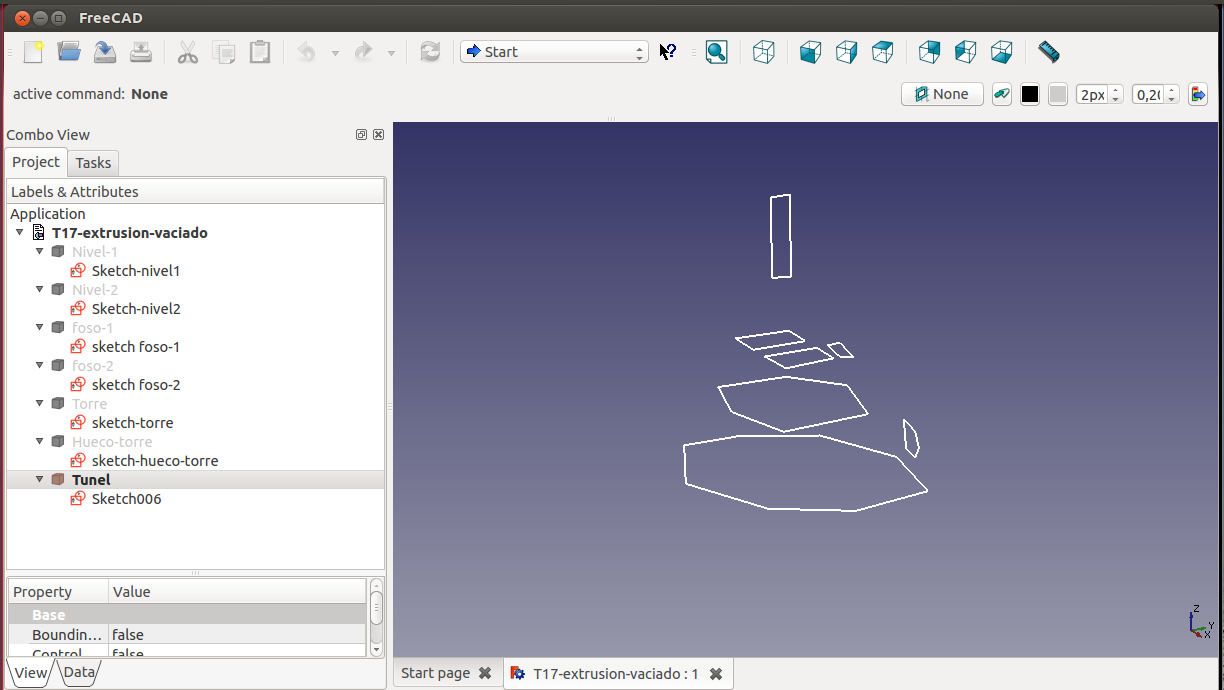 FreeCAD
Start
active command: None
None
2px
0,20
Combo View
Project Tasks
Labels & Attributes
Application
T17-extrusion-vaciado
Nivel-1
Sketch-nivel1
Nivel-2
Sketch-nivel2
foso-1
sketch foso-1
foso-2
sketch foso-2
Torre
sketch-torre
Hueco-torre
sketch-hueco-torre
Tunel
Sketch006
Property Value
Base
Boundin... false
Control false
View Data
Start page
T17-extrusion-vaciado : 1
Z
Y
X